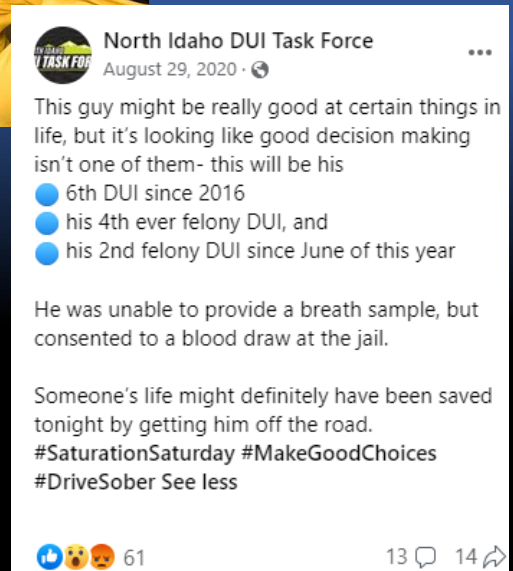 North Idaho DUI Task Force
August 29, 2020 ·
TASK FOR
This guy might be really good at certain things in
life, but it's looking like good decision making
isn't one of them- this will be his
6th DUI since 2016
his 4th ever felony DUI, and
his 2nd felony DUI since June of this year
He was unable to provide a breath sample, but
consented to a blood draw at the jail.
Someone's life might definitely have been saved
tonight by getting him off the road.
#SaturationSaturday #MakeGoodChoices
#DriveSober See less
61 13 14